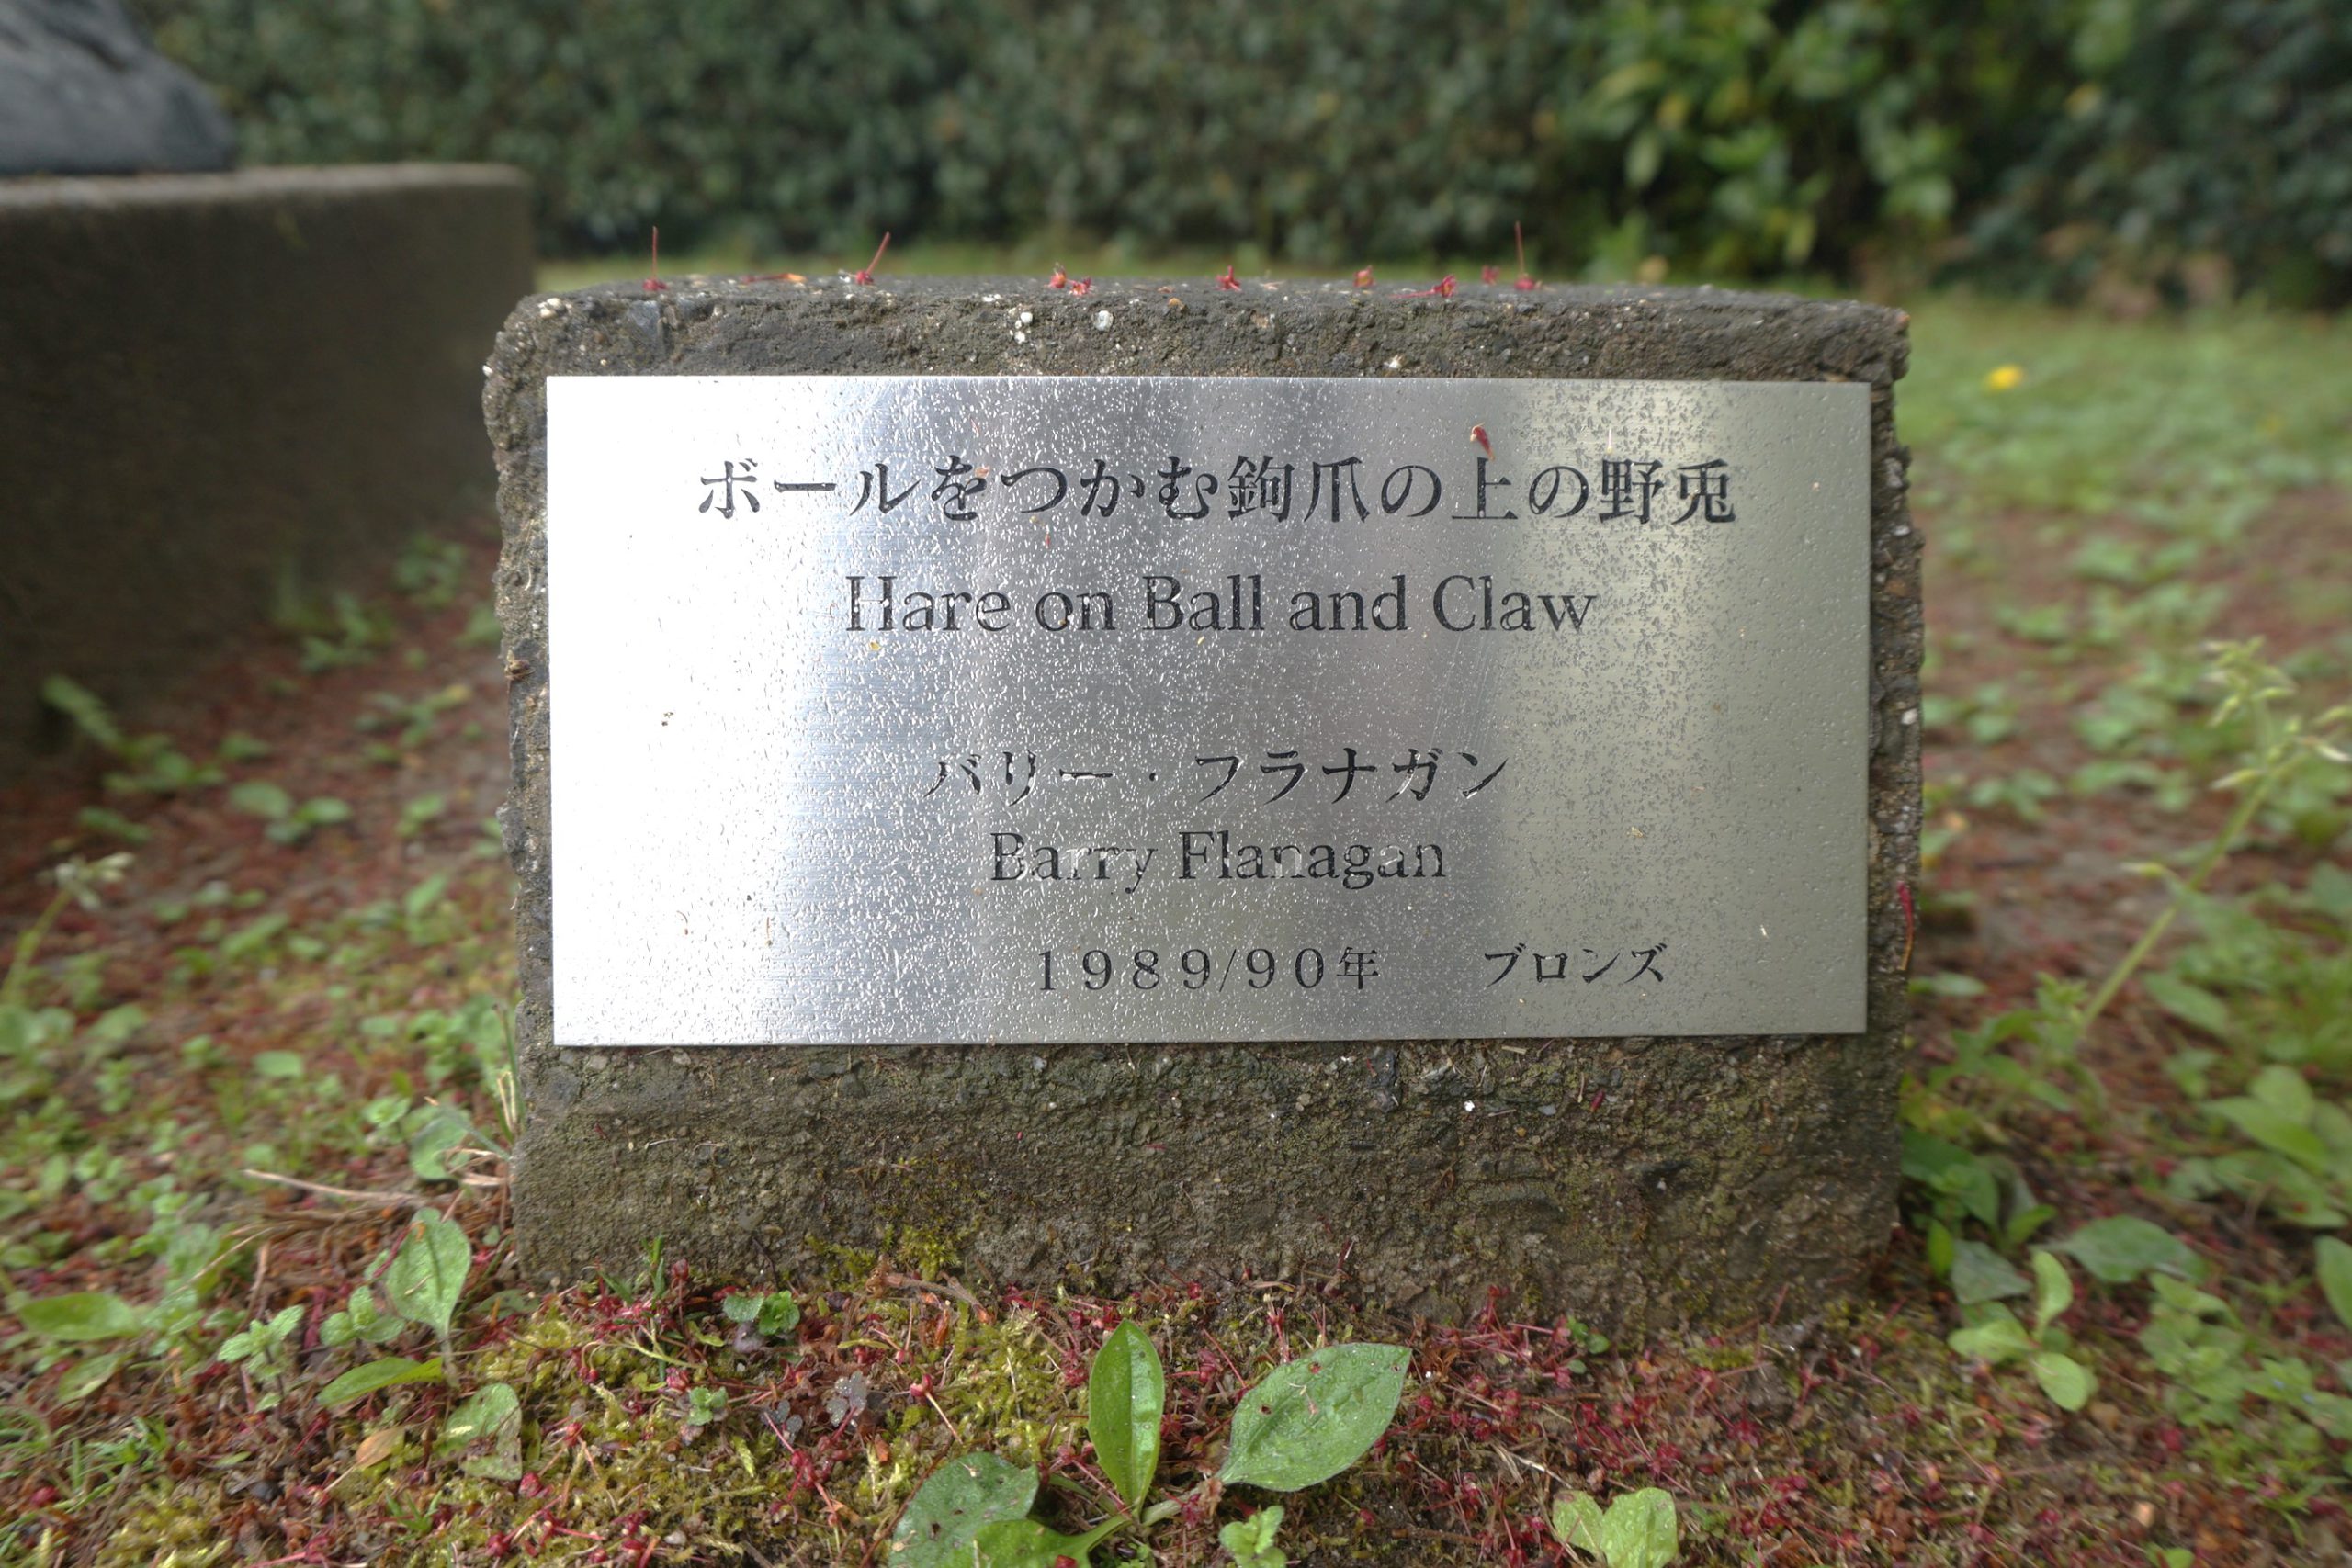 ボールをつかむ鉤爪の上の野兎
Hare on Ball and Claw
バリー・フラナガン
Barry Flanagan
1989/90年　ブロンズ